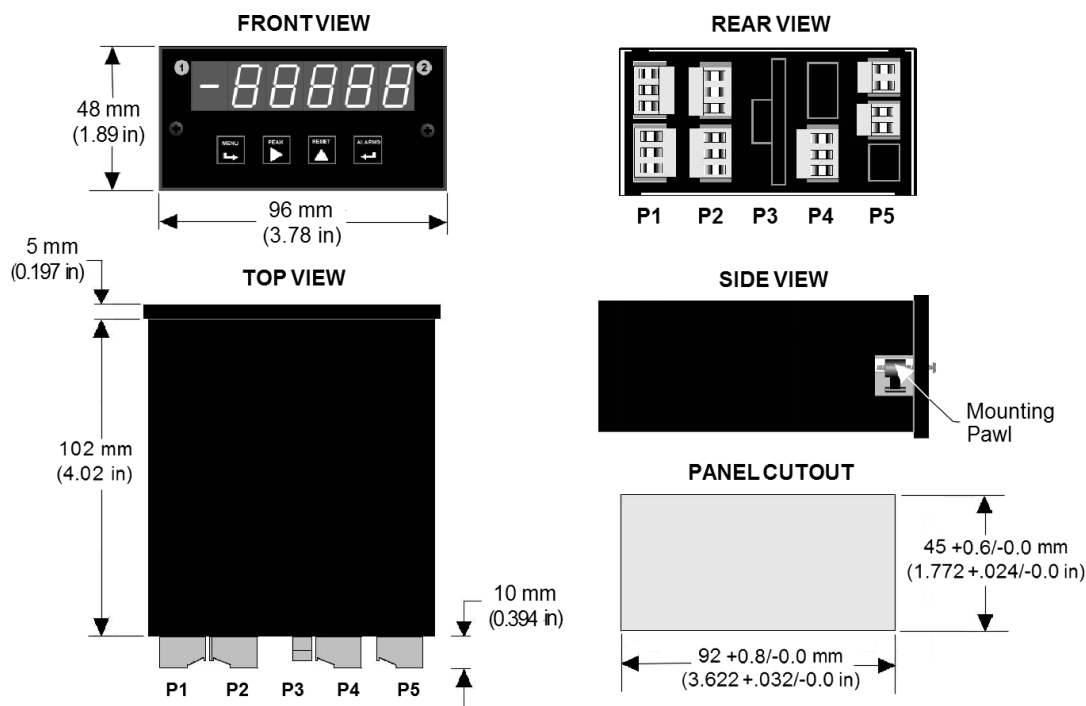 FRONT VIEW
1
-88888
2
MENU
PEAK
RESET
ALARMS
48 mm
(1.89 in)
96 mm
(3.78 in)
REAR VIEW
P1 P2 P3 P4 P5
5 mm
(0.197 in)
TOP VIEW
102 mm
(4.02 in)
10 mm
(0.394 in)
P1 P2 P3 P4 P5
SIDE VIEW
Mounting
Pawl
PANEL CUTOUT
45 +0.6/-0.0 mm
(1.772 +.024/-0.0 in)
92 +0.8/-0.0 mm
(3.622 +.032/-0.0 in)